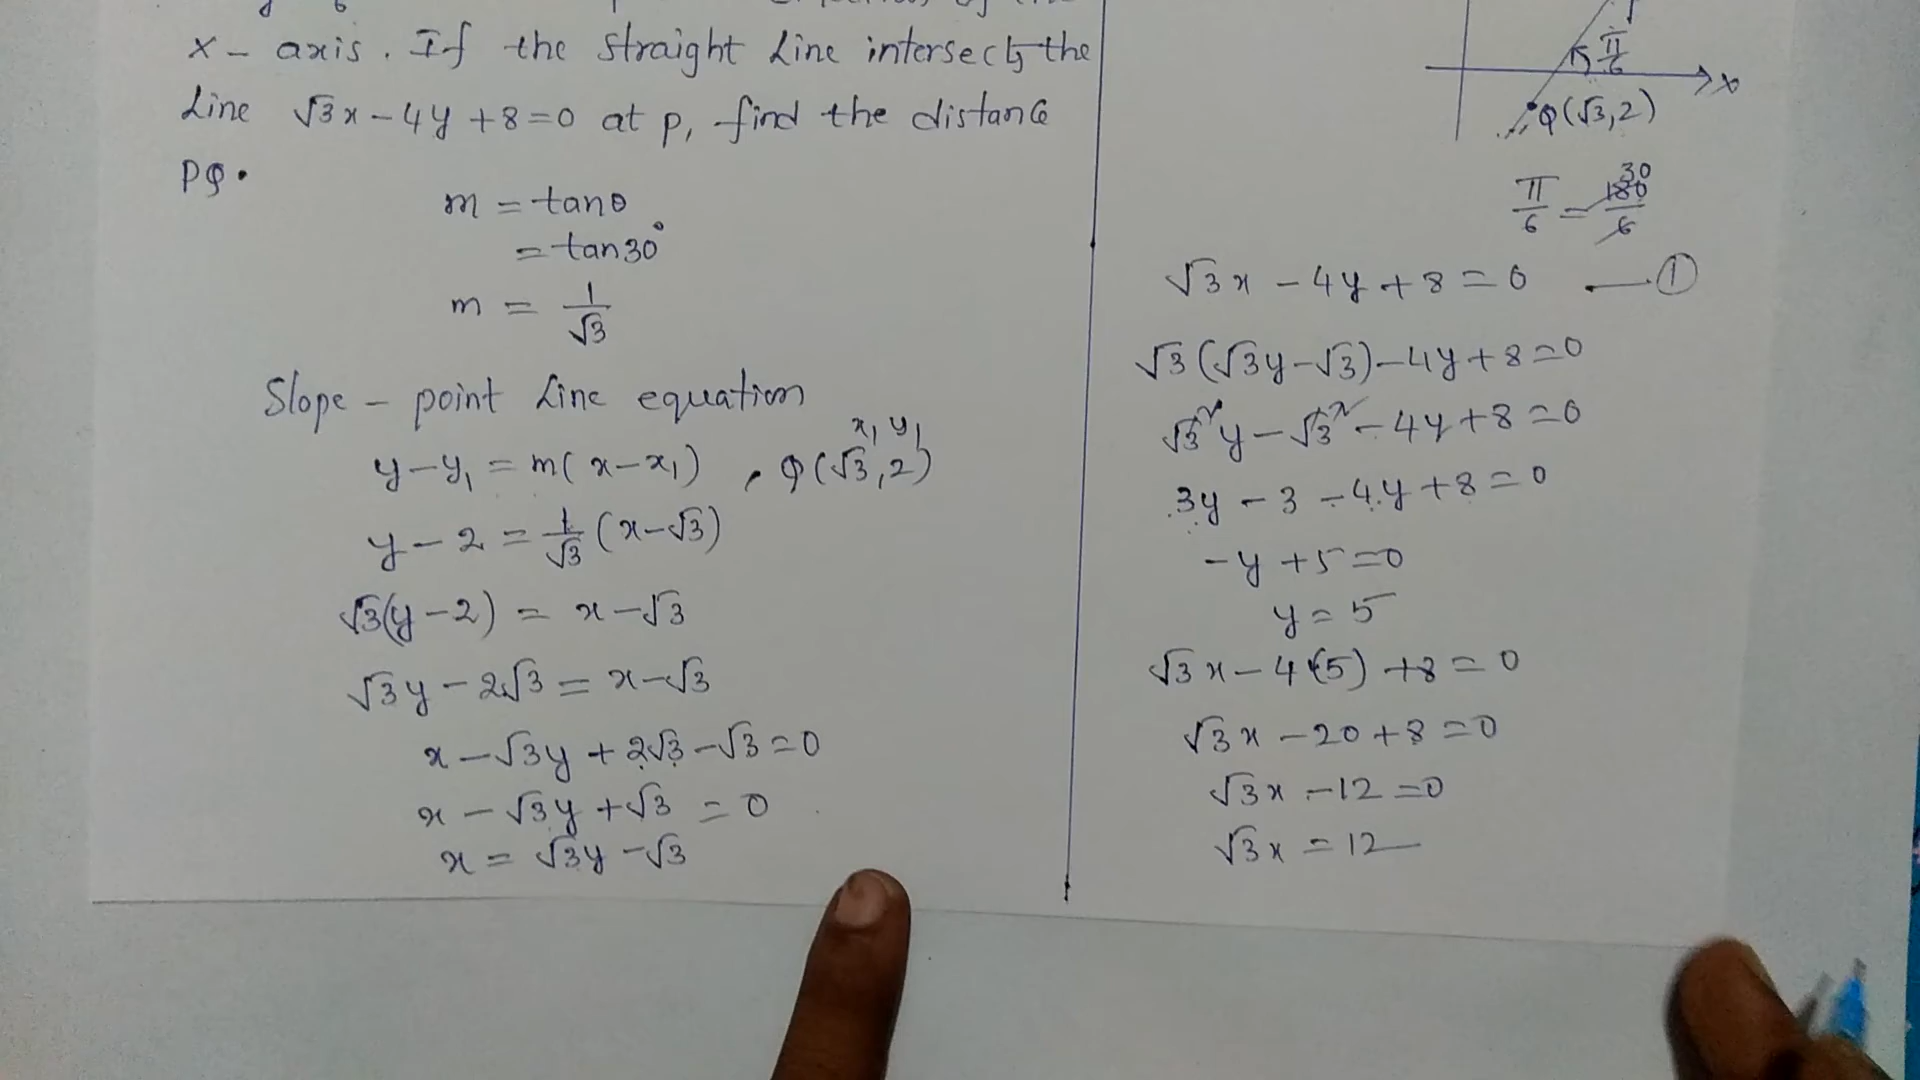 x - axis. If the straight Line intersects the
Line √3x - 4y + 8 = 0 at P, find the distance
PQ.
m = tanθ
= tan30°
m = 1/√3
Slope - point Line equation
x₁ y₁
y - y₁ = m(x - x₁) , Q(√3, 2)
y - 2 = 1/√3 (x - √3)
√3(y - 2) = x - √3
√3y - 2√3 = x - √3
x - √3y + 2√3 - √3 = 0
x - √3y + √3 = 0
x = √3y - √3
π/6
x
Q(√3, 2)
30
π/6 = 180/6
√3x - 4y + 8 = 0 — ①
√3(√3y - √3) - 4y + 8 = 0
√3²y - √3² - 4y + 8 = 0
3y - 3 - 4y + 8 = 0
-y + 5 = 0
y = 5
√3x - 4(5) + 8 = 0
√3x - 20 + 8 = 0
√3x - 12 = 0
√3x = 12